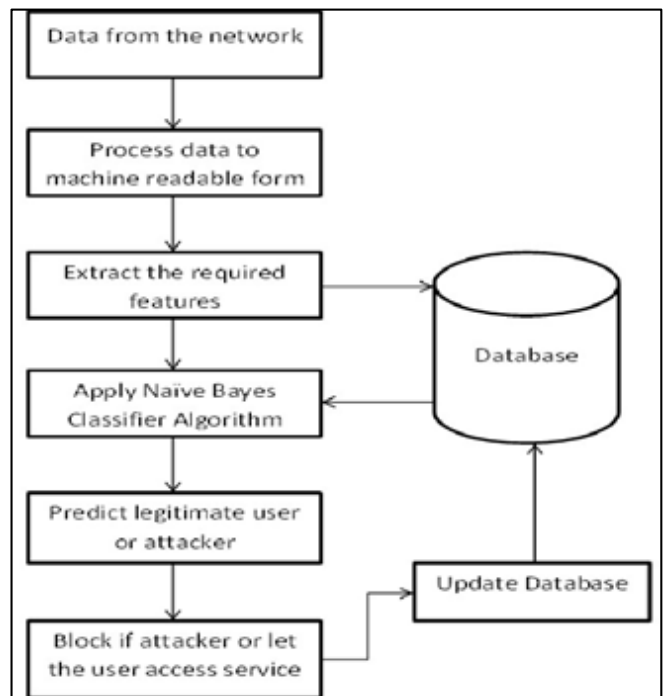 Data from the network
Process data to
machine readable form
Extract the required
features
Database
Apply Naïve Bayes
Classifier Algorithm
Predict legitimate user
or attacker
Update Database
Block if attacker or let
the user access service